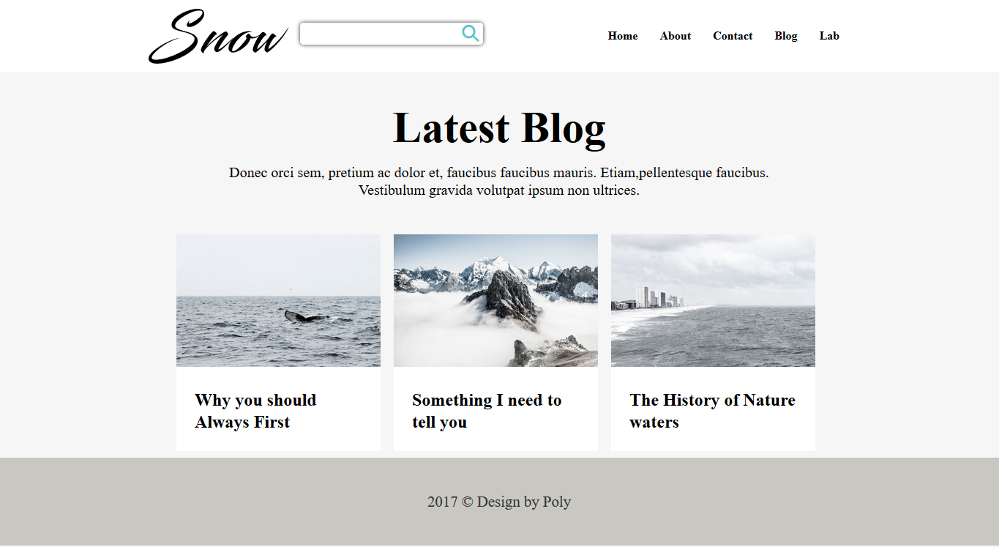 Snow
Home About Contact Blog Lab
Latest Blog
Donec orci sem, pretium ac dolor et, faucibus faucibus mauris. Etiam,pellentesque faucibus.
Vestibulum gravida volutpat ipsum non ultrices.
Why you should
Always First
Something I need to
tell you
The History of Nature
waters
2017 © Design by Poly